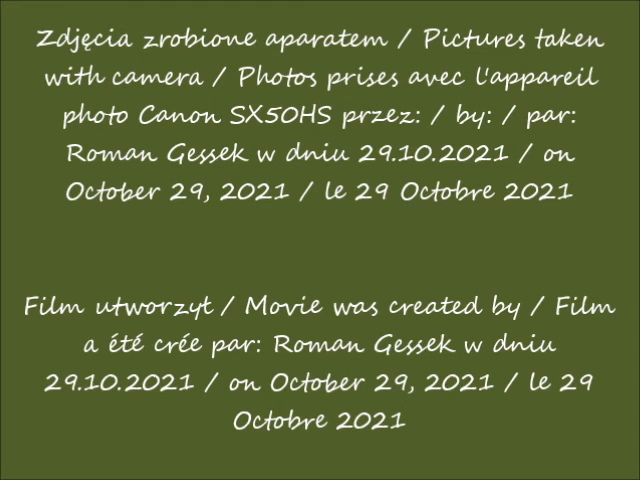 Zdjęcia zrobione aparatem / Pictures taken
with camera / Photos prises avec l'appareil
photo Canon SX50HS przez: / by: / par:
Roman Gessek w dniu 29.10.2021 / on
October 29, 2021 / le 29 Octobre 2021
Film utworzył / Movie was created by / Film
a été crée par: Roman Gessek w dniu
29.10.2021 / on October 29, 2021 / le 29
Octobre 2021